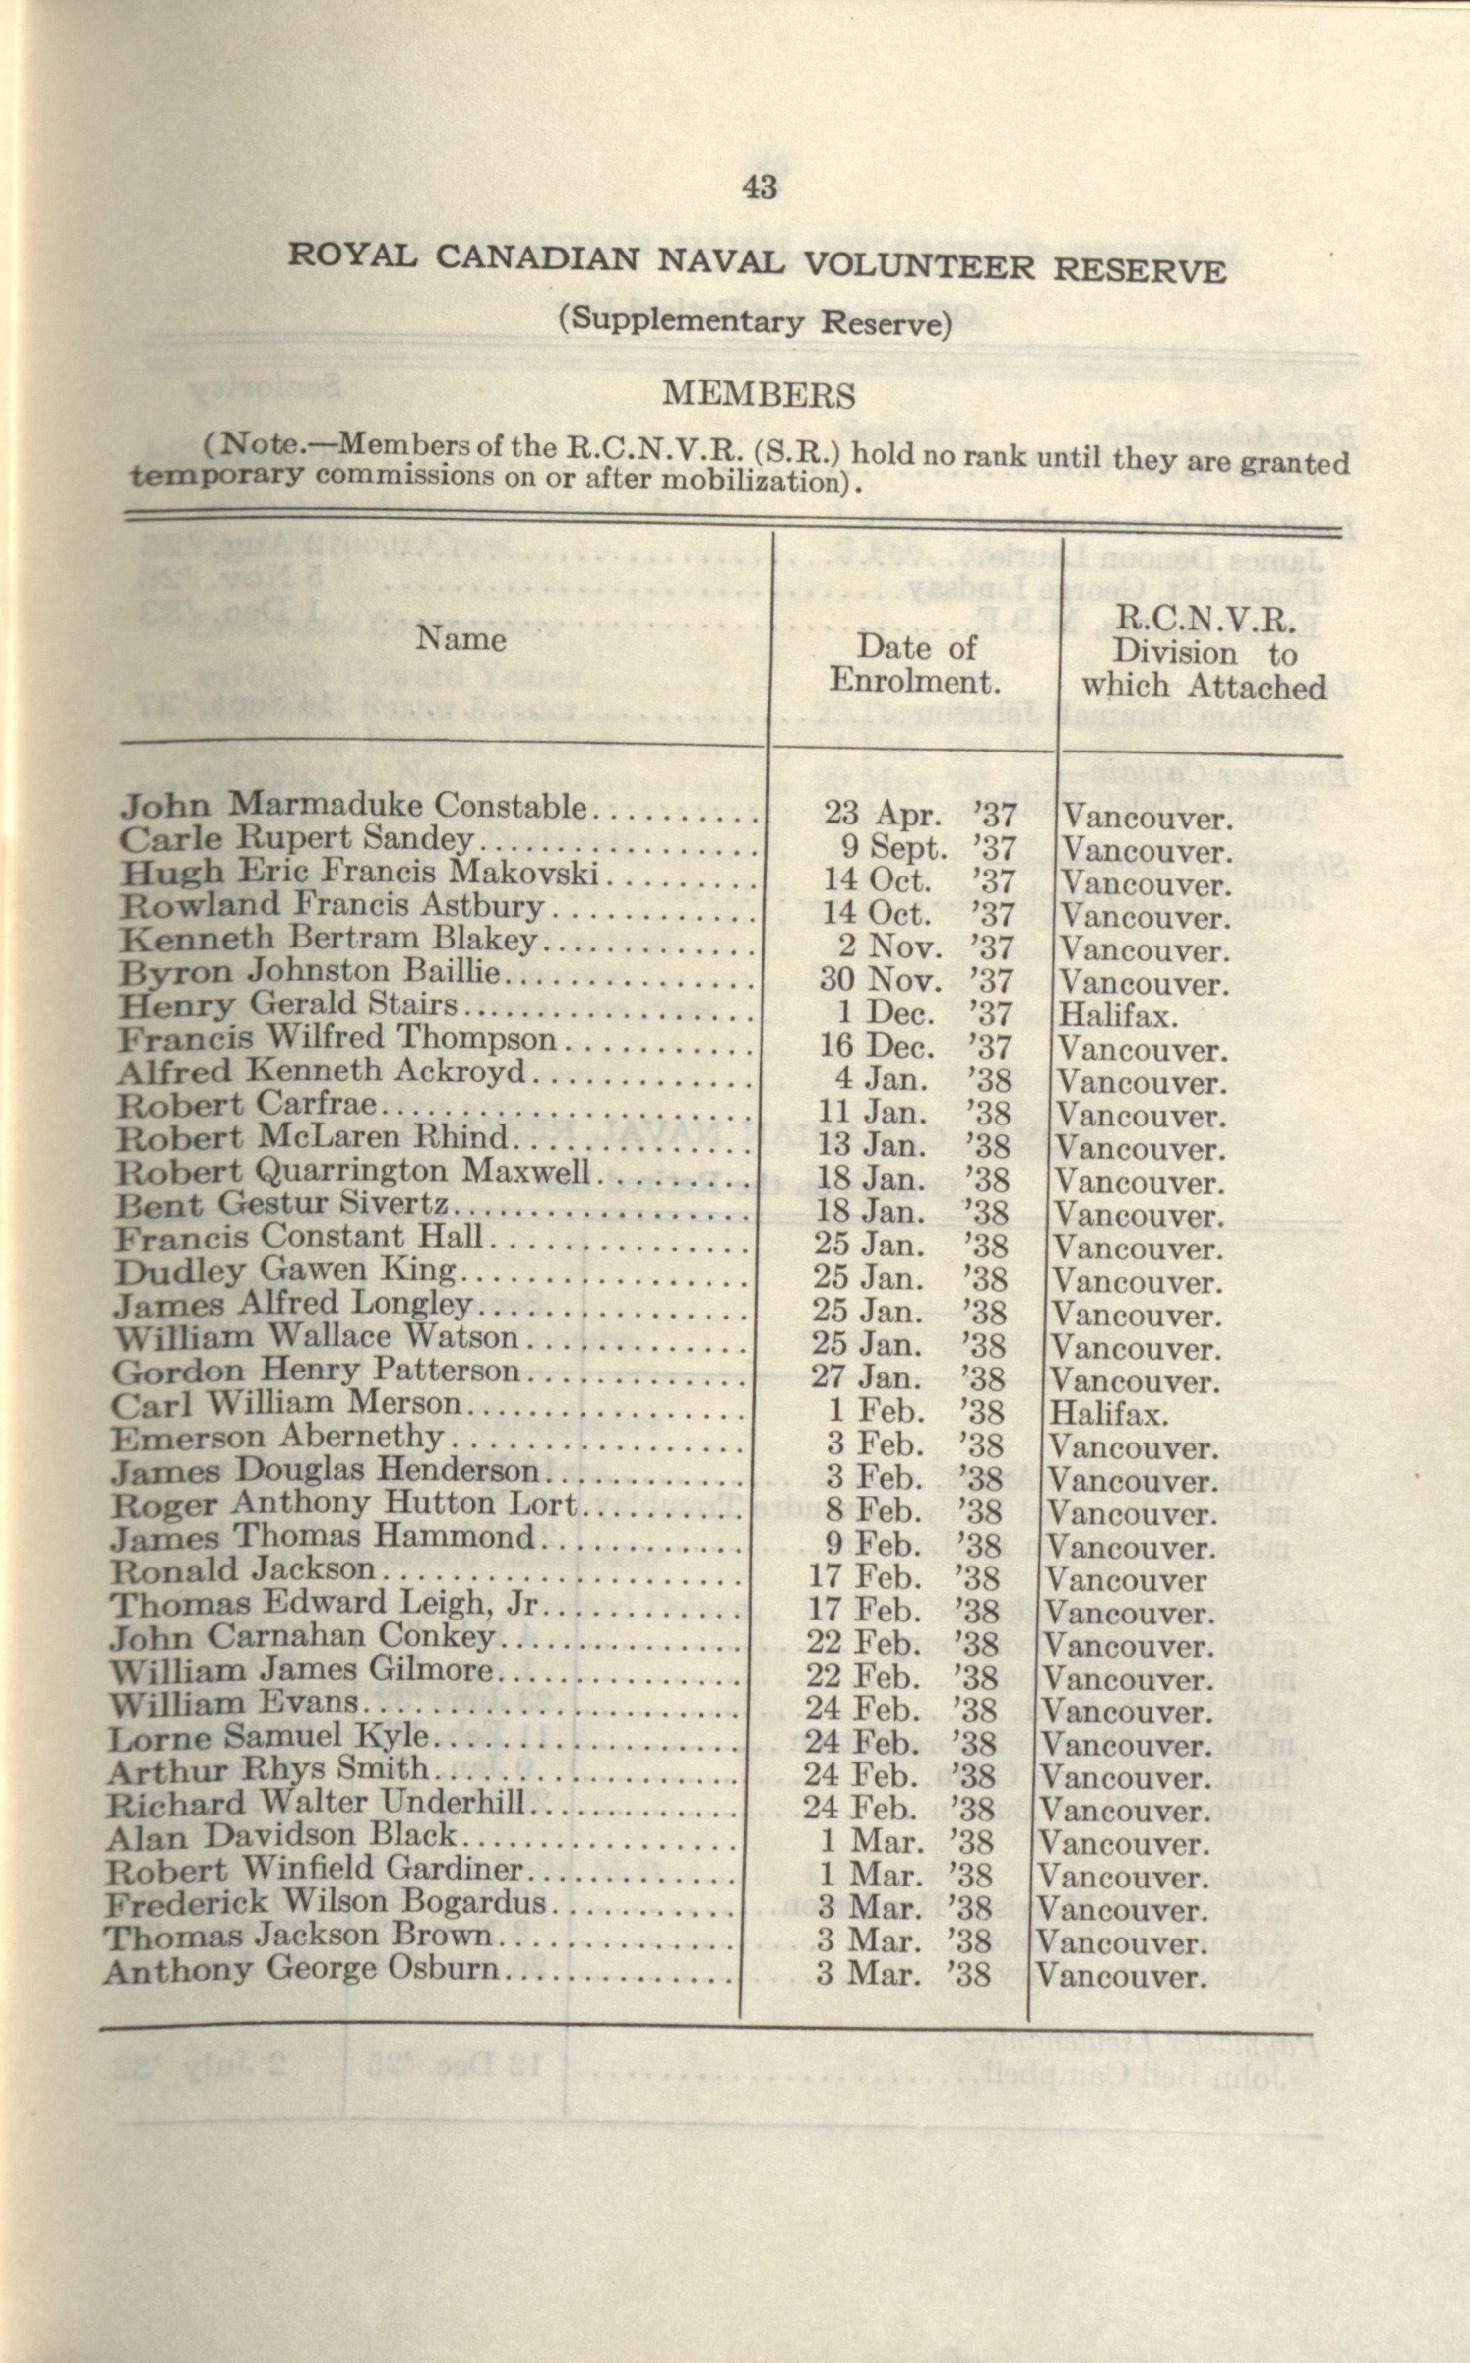 43
ROYAL CANADIAN NAVAL VOLUNTEER RESERVE
(Supplementary Reserve)
MEMBERS
(Note.—Members of the R.C.N.V.R. (S.R.) hold no rank until they are granted
temporary commissions on or after mobilization).
Name
Date of
Enrolment.
R.C.N.V.R.
Division to
which Attached
John Marmaduke Constable.......... 23 Apr. '37 Vancouver.
Carle Rupert Sandey................. 9 Sept. '37 Vancouver.
Hugh Eric Francis Makovski......... 14 Oct. '37 Vancouver.
Rowland Francis Astbury............ 14 Oct. '37 Vancouver.
Kenneth Bertram Blakey............. 2 Nov. '37 Vancouver.
Byron Johnston Baillie............... 30 Nov. '37 Vancouver.
Henry Gerald Stairs.................. 1 Dec. '37 Halifax.
Francis Wilfred Thompson........... 16 Dec. '37 Vancouver.
Alfred Kenneth Ackroyd............. 4 Jan. '38 Vancouver.
Robert Carfrae....................... 11 Jan. '38 Vancouver.
Robert McLaren Rhind.............. 13 Jan. '38 Vancouver.
Robert Quarrington Maxwell......... 18 Jan. '38 Vancouver.
Bent Gestur Sivertz.................. 18 Jan. '38 Vancouver.
Francis Constant Hall................ 25 Jan. '38 Vancouver.
Dudley Gawen King................. 25 Jan. '38 Vancouver.
James Alfred Longley................ 25 Jan. '38 Vancouver.
William Wallace Watson............. 25 Jan. '38 Vancouver.
Gordon Henry Patterson............. 27 Jan. '38 Vancouver.
Carl William Merson................. 1 Feb. '38 Halifax.
Emerson Abernethy.................. 3 Feb. '38 Vancouver.
James Douglas Henderson............ 3 Feb. '38 Vancouver.
Roger Anthony Hutton Lort.......... 8 Feb. '38 Vancouver.
James Thomas Hammond............ 9 Feb. '38 Vancouver.
Ronald Jackson...................... 17 Feb. '38 Vancouver
Thomas Edward Leigh, Jr............ 17 Feb. '38 Vancouver.
John Carnahan Conkey............... 22 Feb. '38 Vancouver.
William James Gilmore............... 22 Feb. '38 Vancouver.
William Evans....................... 24 Feb. '38 Vancouver.
Lorne Samuel Kyle................... 24 Feb. '38 Vancouver.
Arthur Rhys Smith................... 24 Feb. '38 Vancouver.
Richard Walter Underhill............. 24 Feb. '38 Vancouver.
Alan Davidson Black................. 1 Mar. '38 Vancouver.
Robert Winfield Gardiner............. 1 Mar. '38 Vancouver.
Frederick Wilson Bogardus........... 3 Mar. '38 Vancouver.
Thomas Jackson Brown.............. 3 Mar. '38 Vancouver.
Anthony George Osburn.............. 3 Mar. '38 Vancouver.